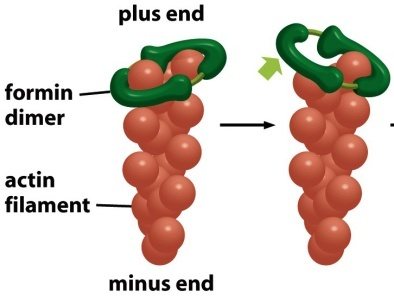 plus end
formin
dimer
actin
filament
minus end